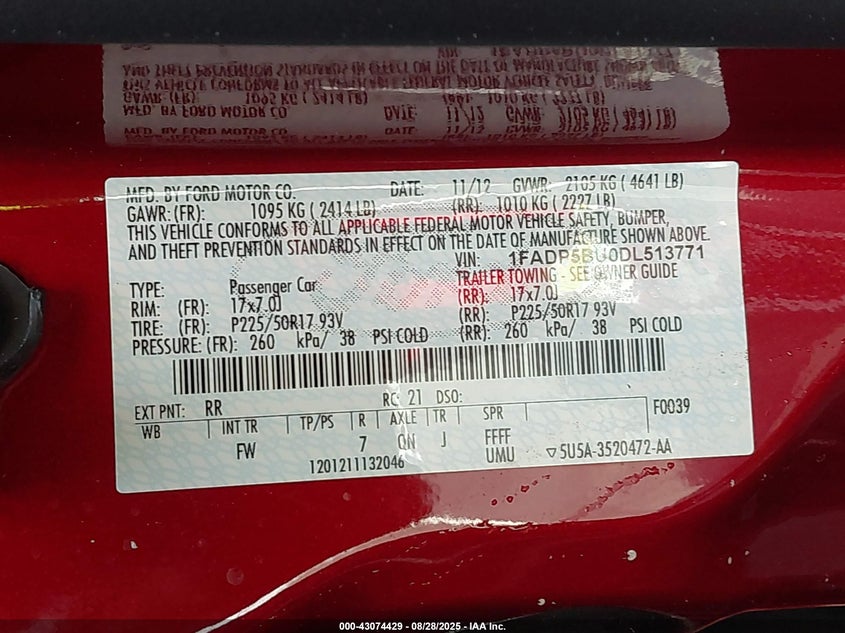 MFD. BY FORD MOTOR CO. DATE: 11/12 GVWR: 2105 KG ( 4641 LB)
GAWR: (FR): 1095 KG ( 2414 LB) (RR): 1010 KG ( 2227 LB)
THIS VEHICLE CONFORMS TO ALL APPLICABLE FEDERAL MOTOR VEHICLE SAFETY, BUMPER,
AND THEFT PREVENTION STANDARDS IN EFFECT ON THE DATE OF MANUFACTURE SHOWN ABOVE.
VIN: 1FADP5BU0DL513771
TYPE: Passenger Car TRAILER TOWING - SEE OWNER GUIDE
RIM: (FR): 17x7.0J (RR): 17x7.0J
TIRE: (FR): P225/50R17 93V (RR): P225/50R17 93V
PRESSURE: (FR): 260 kPa/ 38 PSI COLD (RR): 260 kPa/ 38 PSI COLD
EXT PNT: RR RC: 21 DSO: F0039
WB INT TR TP/PS R AXLE TR SPR
FW 7 QN J FFFF
UMU ▽5U5A-3520472-AA
1201211132046
000-43074429 - 08/28/2025 - IAA Inc.